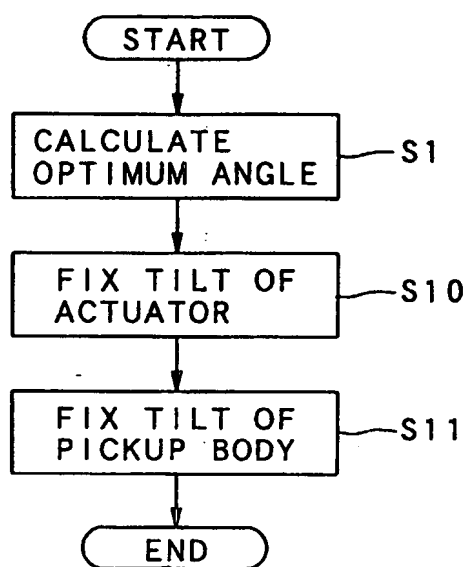 START
CALCULATE
OPTIMUM ANGLE
S1
FIX TILT OF
ACTUATOR
S10
FIX TILT OF
PICKUP BODY
S11
END